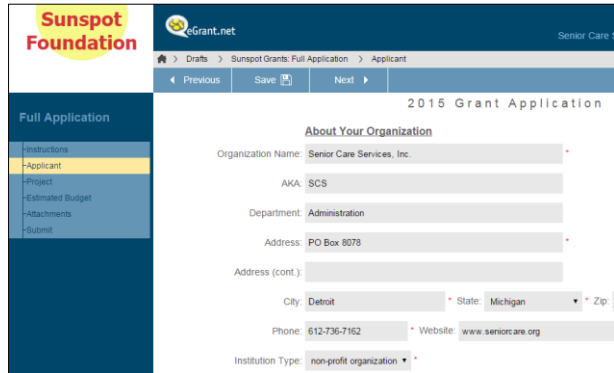 Sunspot
Foundation
eGrant.net
Senior Care S
> Drafts > Sunspot Grants: Full Application > Applicant
Previous Save Next
Full Application
Instructions
Applicant
Project
Estimated Budget
Attachments
Submit
2015 Grant Application
About Your Organization
Organization Name: Senior Care Services, Inc. *
AKA: SCS
Department: Administration
Address: PO Box 8078 *
Address (cont.):
City: Detroit * State: Michigan * Zip:
Phone: 612-736-7162 * Website: www.seniorcare.org
Institution Type: non-profit organization *